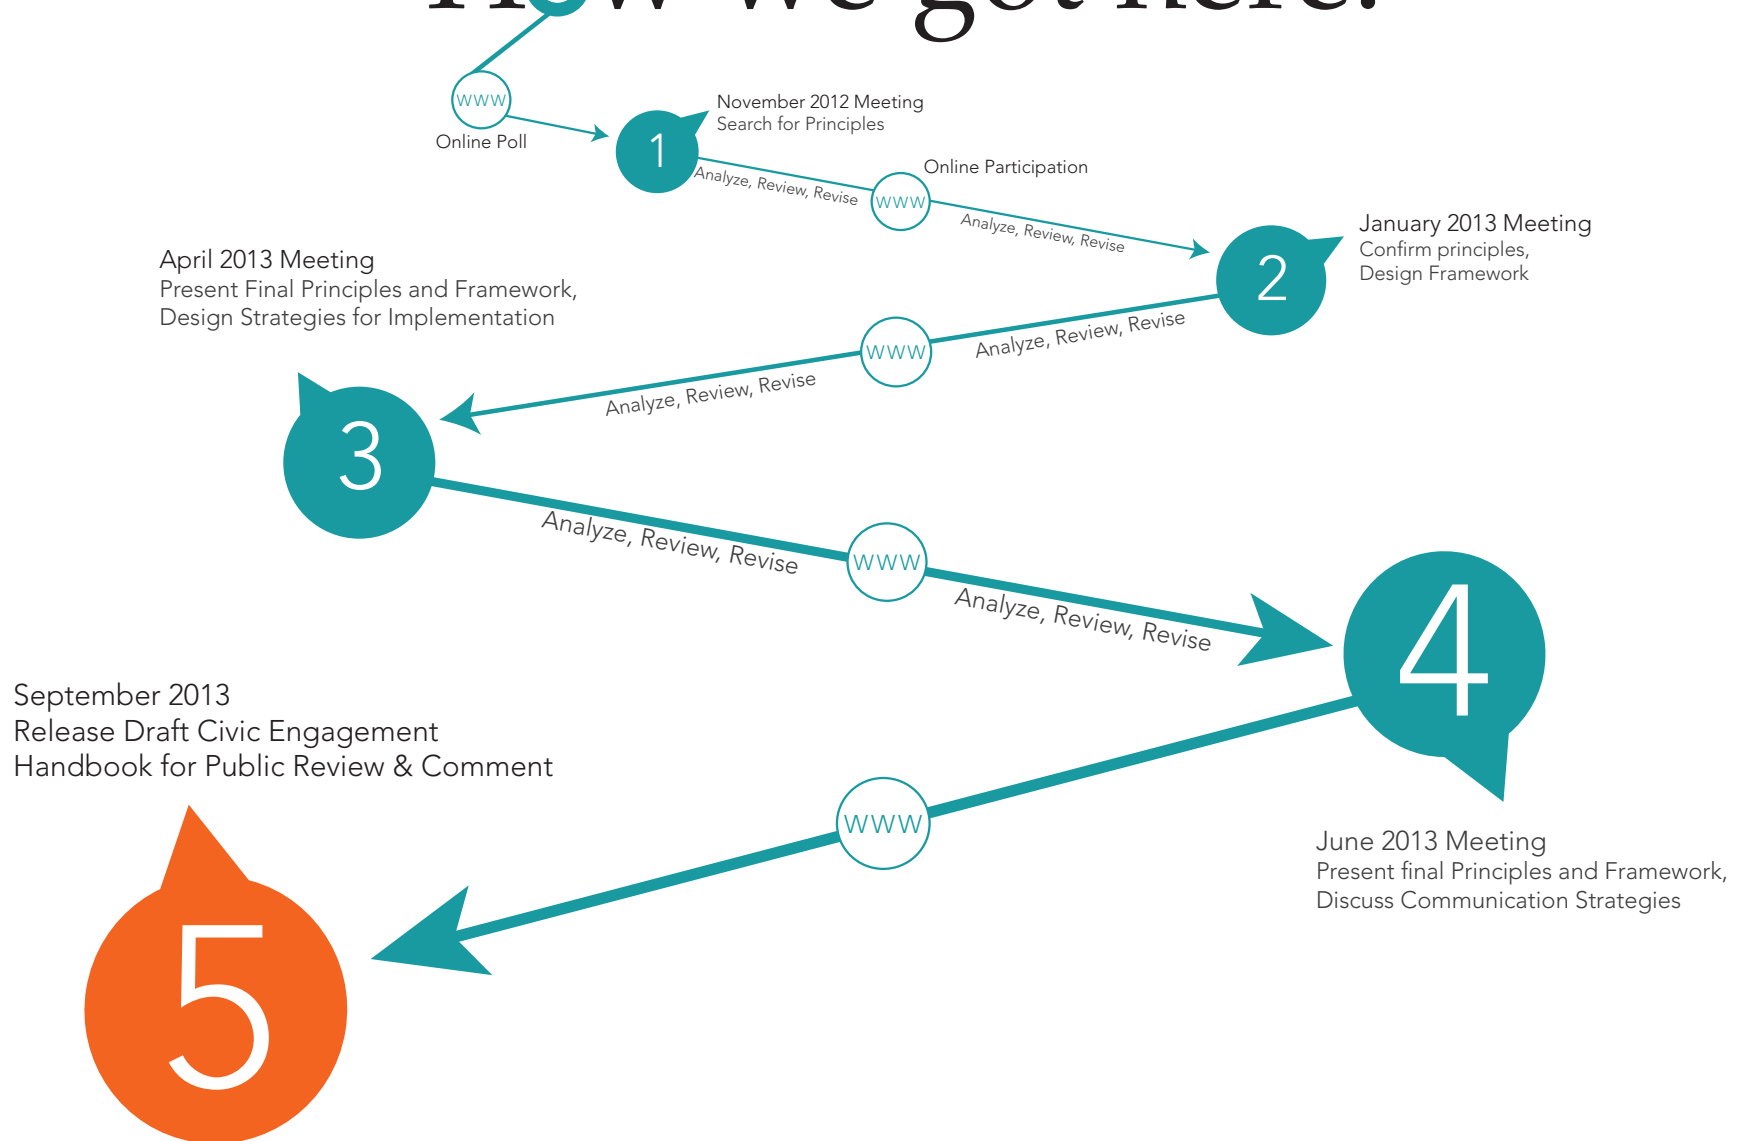 How we got here.
www
Online Poll
1
November 2012 Meeting
Search for Principles
Analyze, Review, Revise
Online Participation
www
Analyze, Review, Revise
2
January 2013 Meeting
Confirm principles,
Design Framework
Analyze, Review, Revise
www
Analyze, Review, Revise
April 2013 Meeting
Present Final Principles and Framework,
Design Strategies for Implementation
3
Analyze, Review, Revise
www
Analyze, Review, Revise
4
June 2013 Meeting
Present final Principles and Framework,
Discuss Communication Strategies
www
September 2013
Release Draft Civic Engagement
Handbook for Public Review & Comment
5